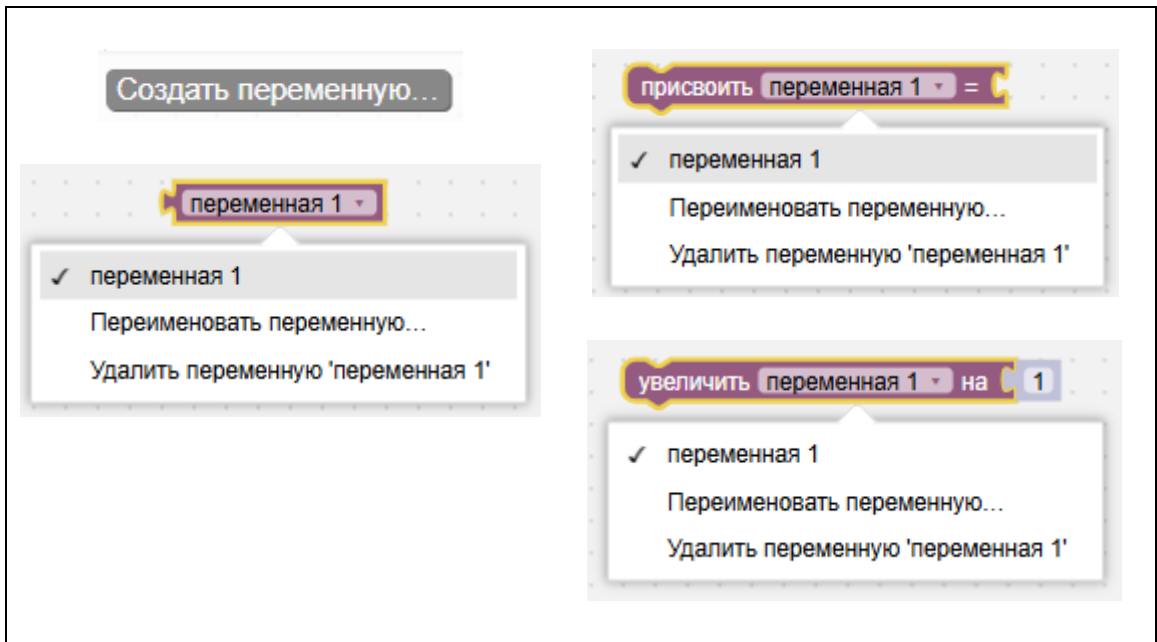 Создать переменную...
переменная 1
✓ переменная 1
Переименовать переменную...
Удалить переменную 'переменная 1'
присвоить переменная 1 =
✓ переменная 1
Переименовать переменную...
Удалить переменную 'переменная 1'
увеличить переменная 1 на 1
✓ переменная 1
Переименовать переменную...
Удалить переменную 'переменная 1'